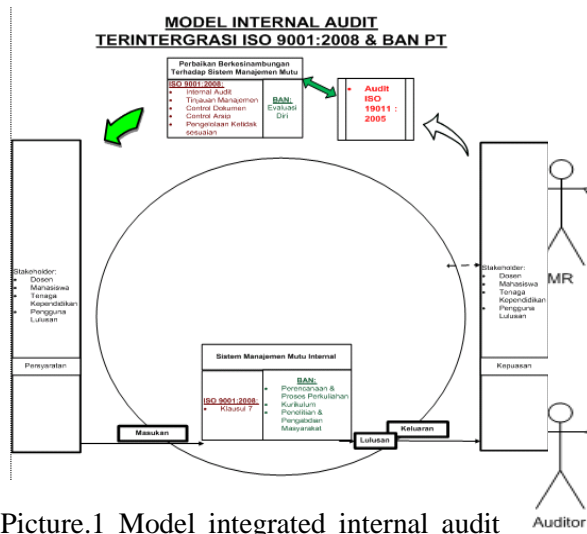 MODEL INTERNAL AUDIT
TERINTERGRASI ISO 9001:2008 & BAN PT
Perbaikan Berkesinambungan
Terhadap Sistem Manajemen Mutu
ISO 9001:2008:
• Internal Audit
• Tinjauan Manajemen
• Control Dokumen
• Control Arsip
• Pengelolaan Ketidak
sesuaian
BAN:
Evaluasi
Diri
• Audit
ISO
19011 :
2005
Stakeholder:
• Dosen
• Mahasiswa
• Tenaga
Kependidikan
• Pengguna
Lulusan
Persyaratan
Stakeholder:
• Dosen
• Mahasiswa
• Tenaga
Kependidikan
• Pengguna
Lulusan
Kepuasan
MR
Sistem Manajemen Mutu Internal
ISO 9001:2008:
• Klausul 7
BAN:
• Perencanaan &
Proses Perkuliahan
• Kurikulum
• Penelitian &
Pengabdian
Masyarakat
Masukan
Lulusan
Keluaran
Auditor
Picture.1 Model integrated internal audit